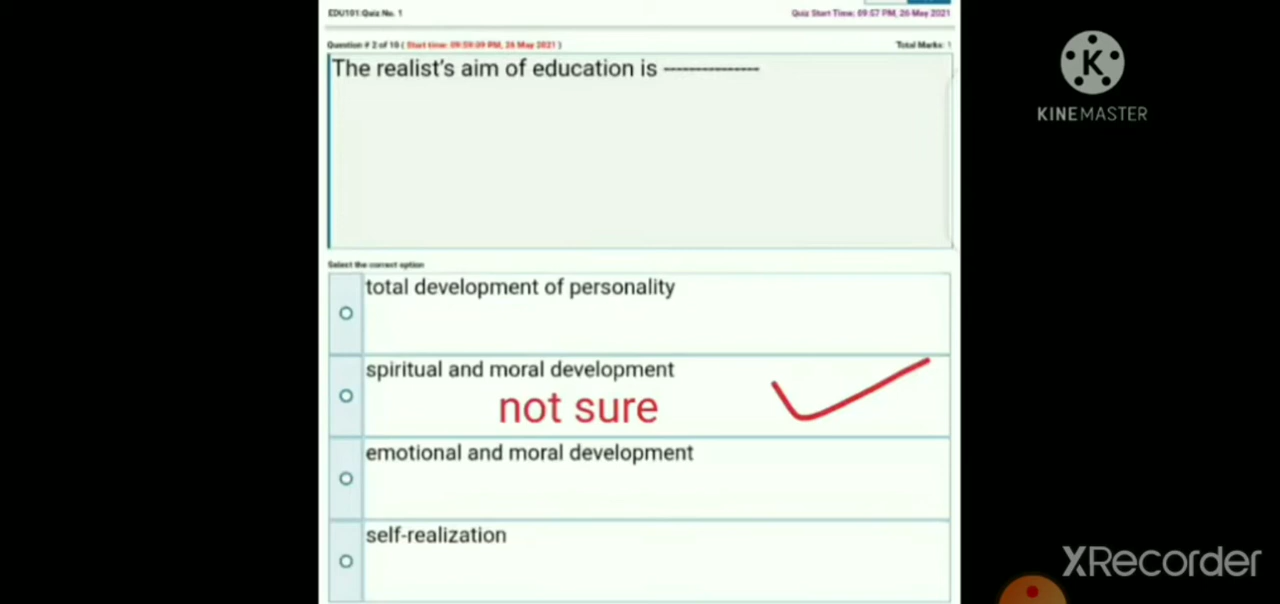 EDU101:Quiz No. 1
Quiz Start Time: 09:57 PM, 26 May 2021
Question # 2 of 10 ( Start time: 09:59:09 PM, 26 May 2021 )
Total Marks: 1
The realist's aim of education is ---------------
Select the correct option
total development of personality
spiritual and moral development
not sure
emotional and moral development
self-realization
K
KINEMASTER
XRecorder